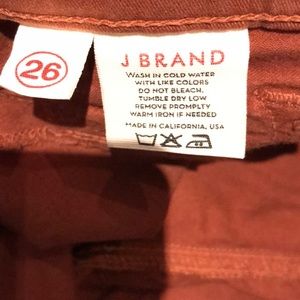 26
J BRAND
WASH IN COLD WATER
WITH LIKE COLORS
DO NOT BLEACH.
TUMBLE DRY LOW
REMOVE PROMPTLY
WARM IRON IF NEEDED
MADE IN CALIFORNIA, USA